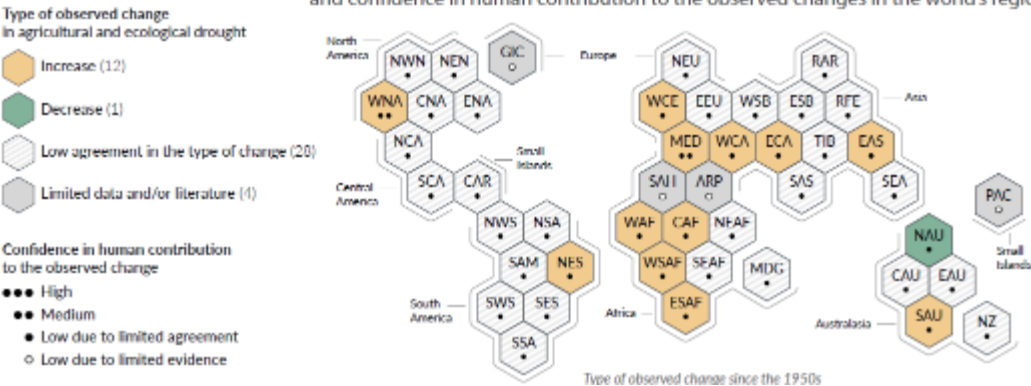 and confidence in human contribution to the observed changes in the world's
Type of observed change
in agricultural and ecological drought
Increase (12)
Decrease (1)
Low agreement in the type of change (28)
Limited data and/or literature (4)
Confidence in human contribution
to the observed change
High
Medium
Low due to limited agreement
Low due to limited evidence
North
America
NWN NEN
GIC
WNA CNA ENA
NCA
Small
Islands
SCA CAR
Central
America
NWS NSA
SAM NES
South
America
SWS SES
SSA
Europe
NEU
RAR
WCE EEU WSB ESB RFE
Asia
MED WCA ECA TIB EAS
SAH ARP
SAS
SEA
WAF CAF NEAF
WSAF SEAF
MDG
Africa
ESAF
PAC
Small
Islands
NAU
CAU EAU
Australasia
SAU
NZ
Type of observed change since the 1950s